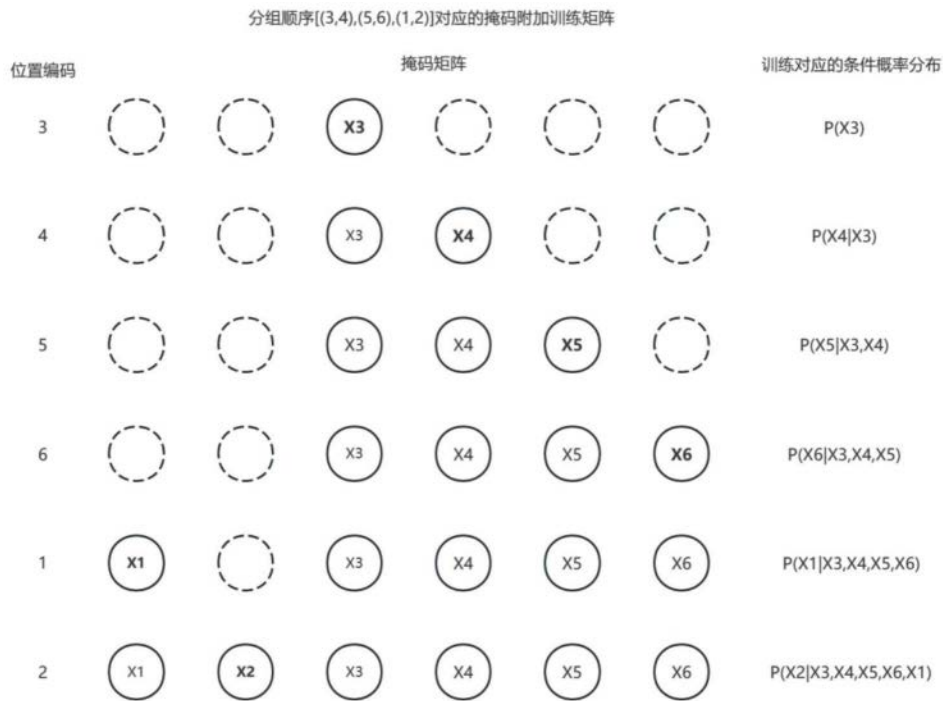 分组顺序[(3,4),(5,6),(1,2)]对应的掩码附加训练矩阵
位置编码 掩码矩阵 训练对应的条件概率分布
3 X3 P(X3)
4 X3 X4 P(X4|X3)
5 X3 X4 X5 P(X5|X3,X4)
6 X3 X4 X5 X6 P(X6|X3,X4,X5)
1 X1 X3 X4 X5 X6 P(X1|X3,X4,X5,X6)
2 X1 X2 X3 X4 X5 X6 P(X2|X3,X4,X5,X6,X1)